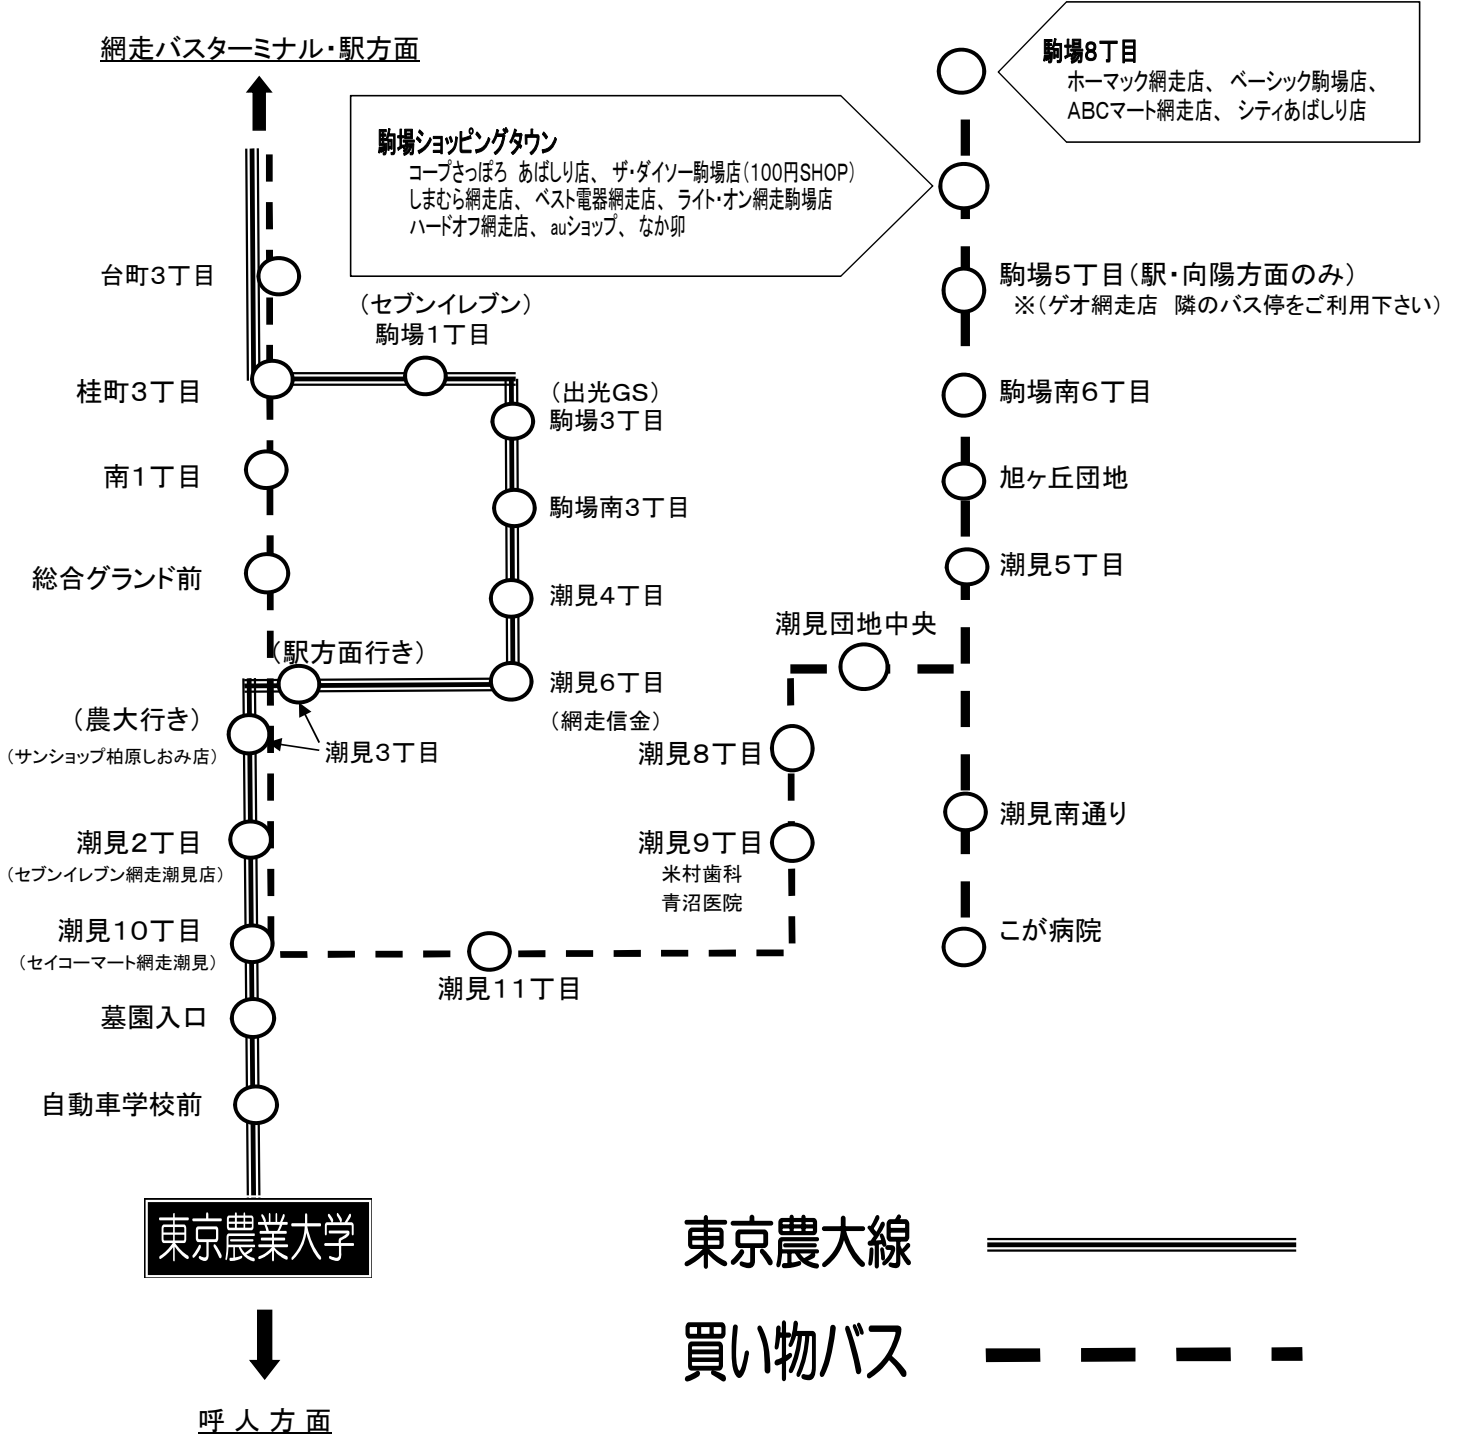 網走バスターミナル・駅方面
駒場8丁目
ホーマック網走店、 ベーシック駒場店、
ABCマート網走店、 シティあばしり店
駒場ショッピングタウン
コープさっぽろ あばしり店、 ザ・ダイソー駒場店（100円SHOP）
しまむら網走店、 ベスト電器網走店、 ライト・オン網走駒場店
ハードオフ網走店、 auショップ、 なか卯
台町3丁目
駒場5丁目（駅・向陽方面のみ）
※（ゲオ網走店 隣のバス停をご利用下さい）
（セブンイレブン）
駒場1丁目
桂町3丁目
（出光GS）
駒場3丁目
駒場南6丁目
南1丁目
駒場南3丁目
旭ヶ丘団地
総合グランド前
潮見4丁目
潮見5丁目
潮見団地中央
（駅方面行き）
潮見6丁目
（網走信金）
（農大行き）
（サンショップ柏原しおみ店）
潮見3丁目
潮見8丁目
潮見南通り
潮見2丁目
（セブンイレブン網走潮見店）
潮見9丁目
米村歯科
青沼医院
潮見10丁目
（セイコーマート網走潮見）
こが病院
潮見11丁目
墓園入口
自動車学校前
東京農業大学
東京農大線
買い物バス
呼人方面